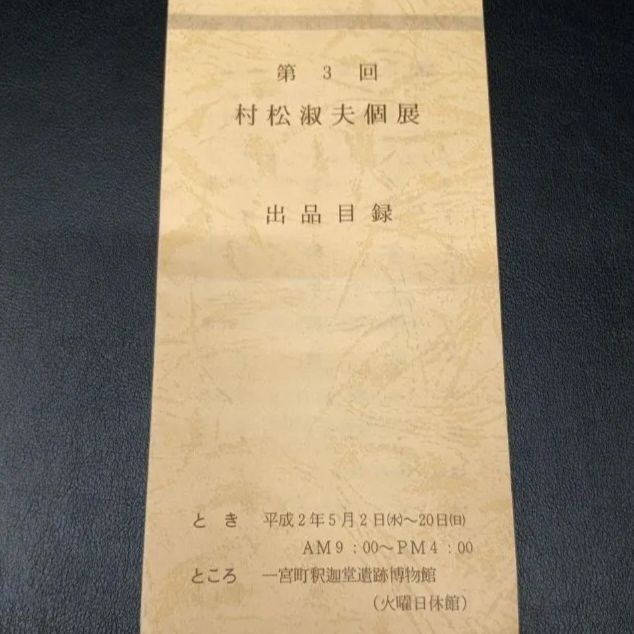 第 3 回
村松淑夫個展
出品目録
とき 平成2年5月2日㈬～20日㈰
AM9：00～PM4：00
ところ 一宮町釈迦堂遺跡博物館
（火曜日休館）